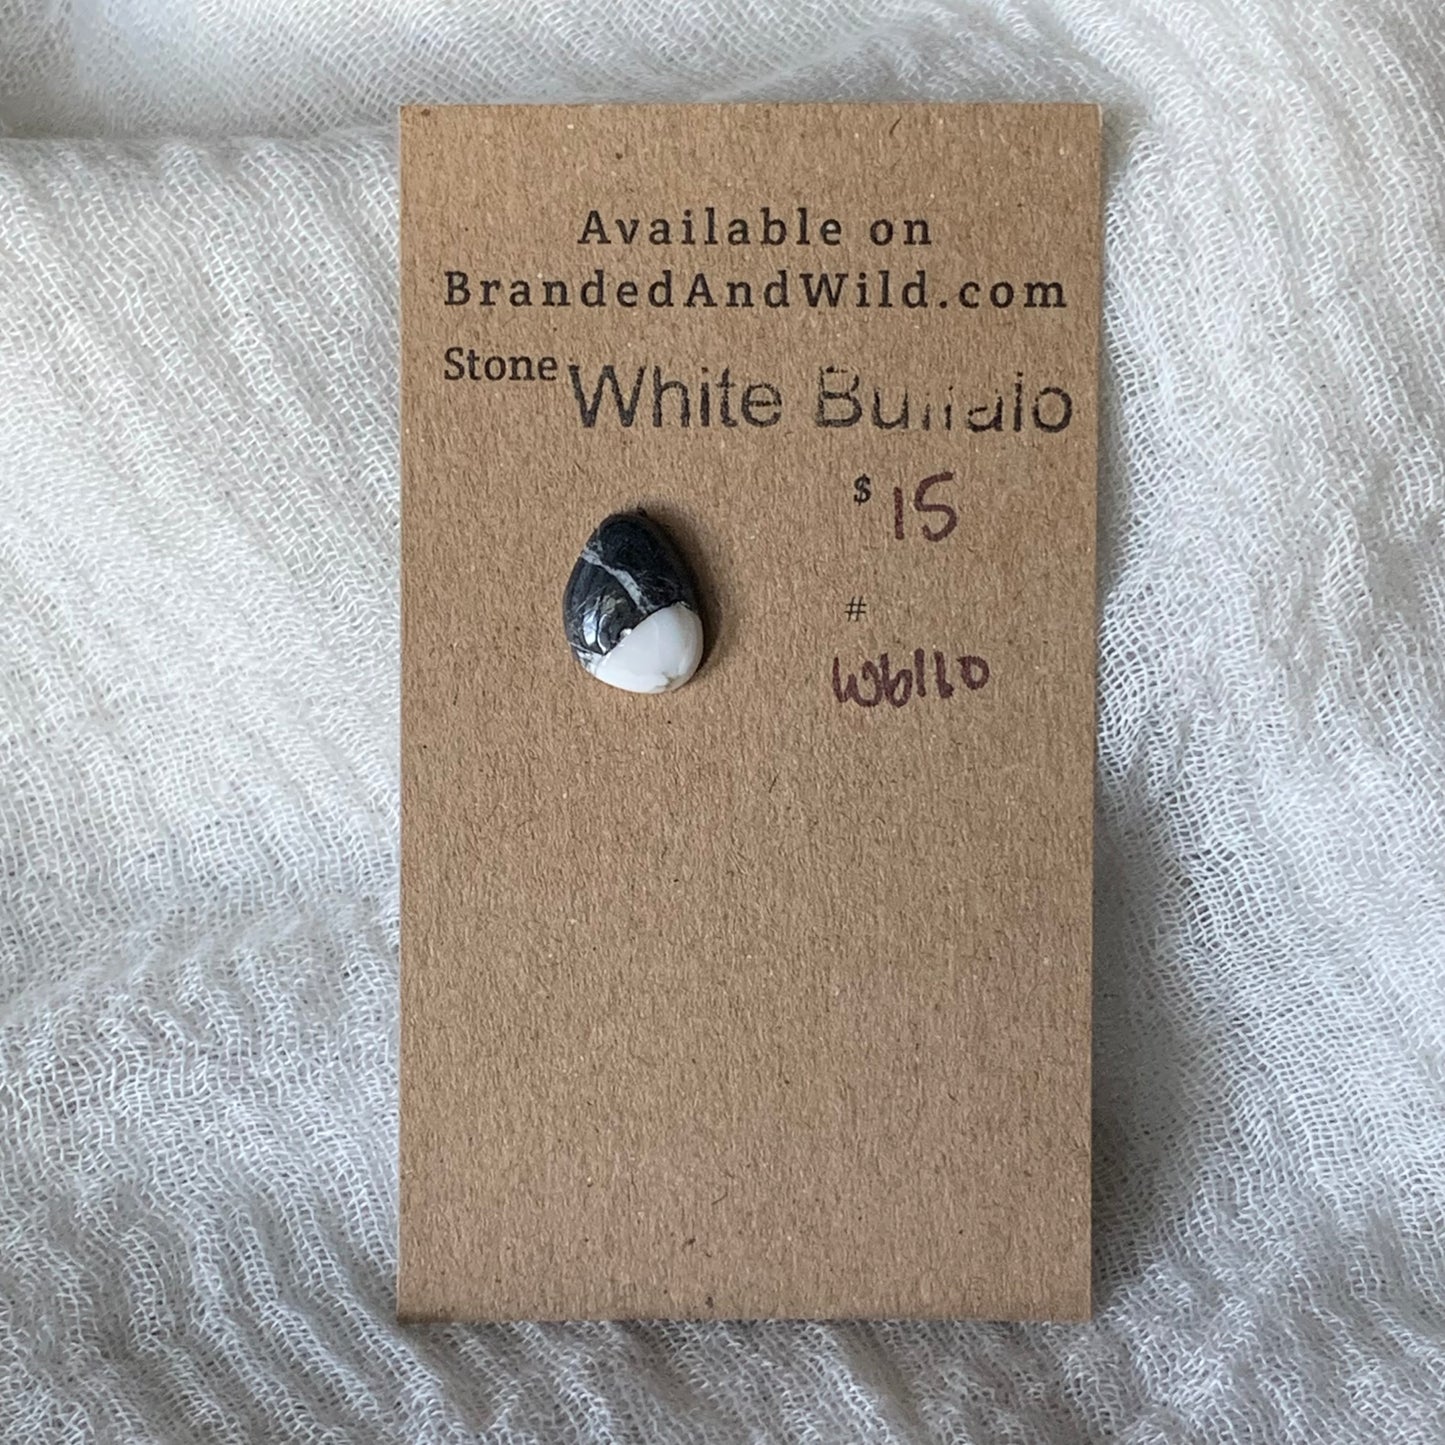 Available on
BrandedAndWild.com
Stone White Buffalo
$ 15
#
Wb110